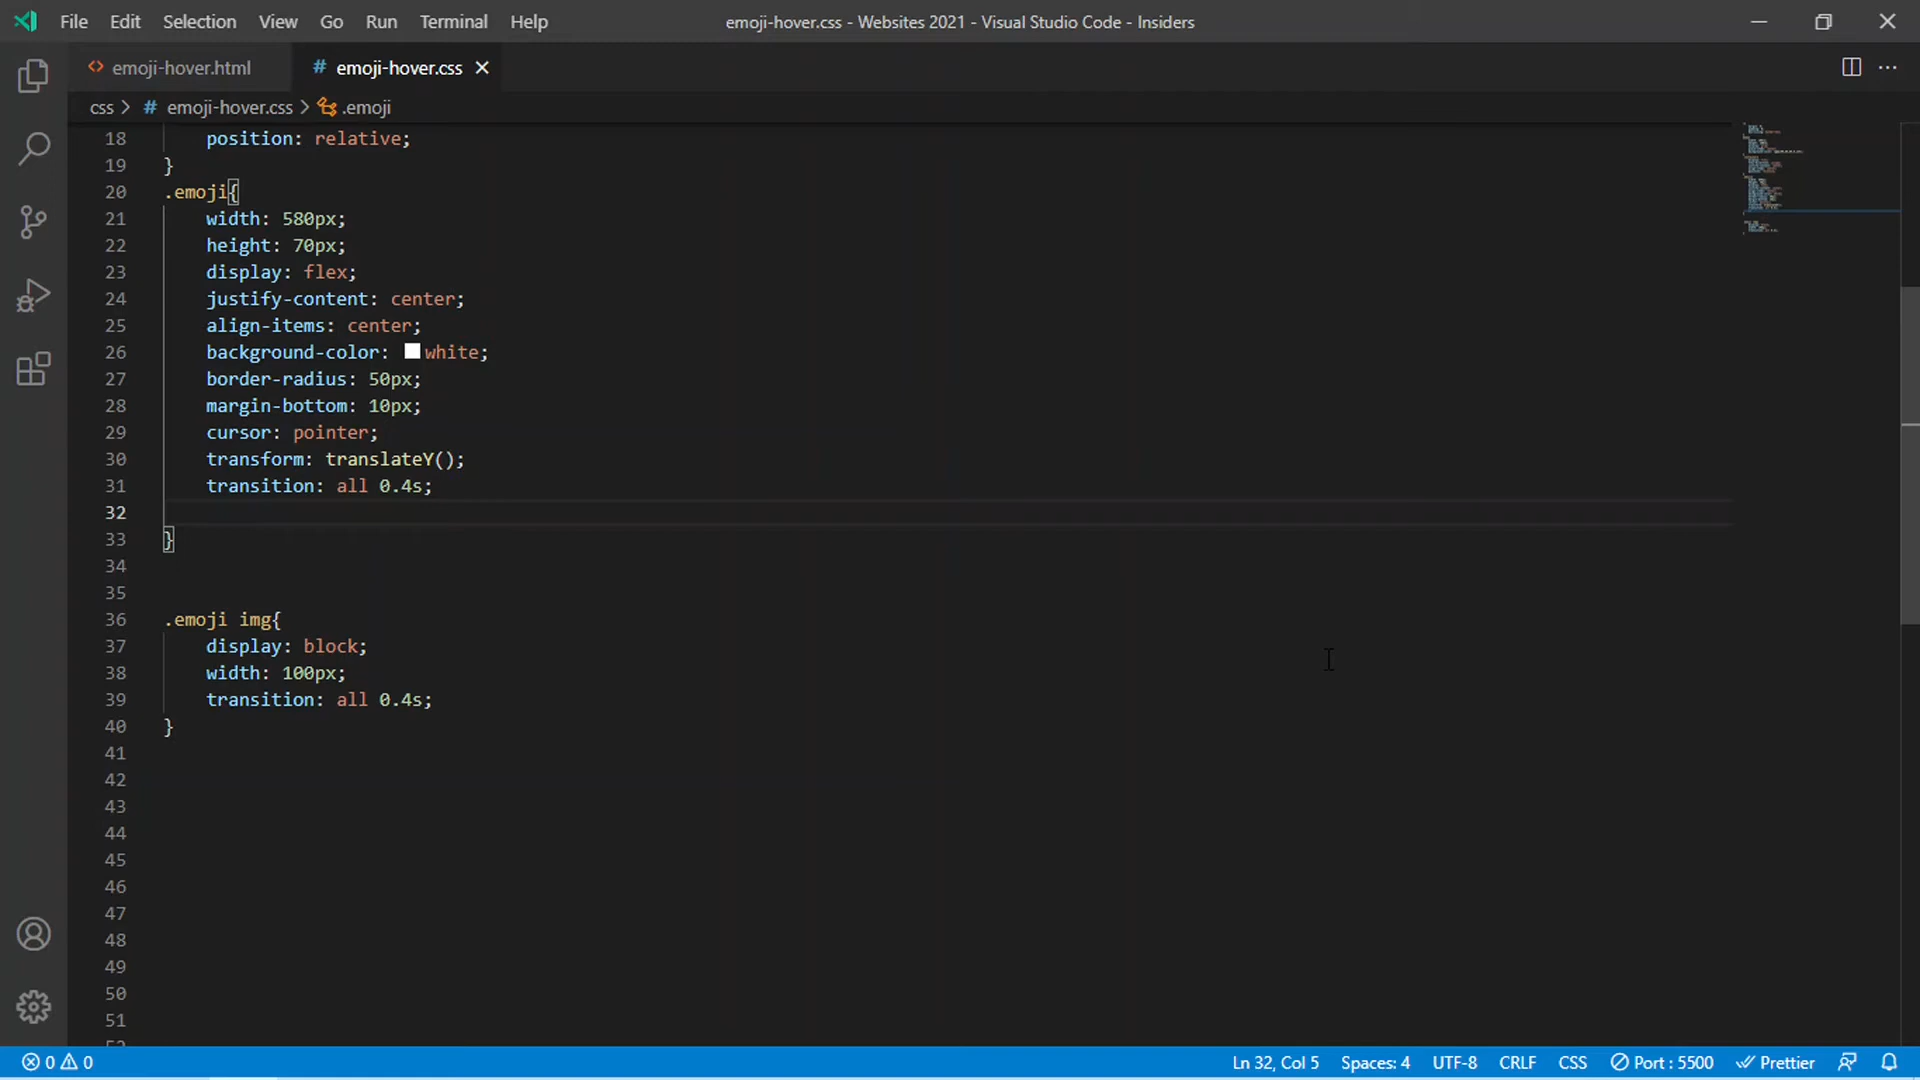 File Edit Selection View Go Run Terminal Help emoji-hover.css - Websites 2021 - Visual Studio Code - Insiders
emoji-hover.html # emoji-hover.css
css > # emoji-hover.css > .emoji
18 position: relative;
19 }
20 .emoji{
21 width: 580px;
22 height: 70px;
23 display: flex;
24 justify-content: center;
25 align-items: center;
26 background-color: white;
27 border-radius: 50px;
28 margin-bottom: 10px;
29 cursor: pointer;
30 transform: translateY();
31 transition: all 0.4s;
32
33 }
34
35
36 .emoji img{
37 display: block;
38 width: 100px;
39 transition: all 0.4s;
40 }
41
42
43
44
45
46
47
48
49
50
51
0 0 Ln 32, Col 5 Spaces: 4 UTF-8 CRLF CSS Port : 5500 Prettier